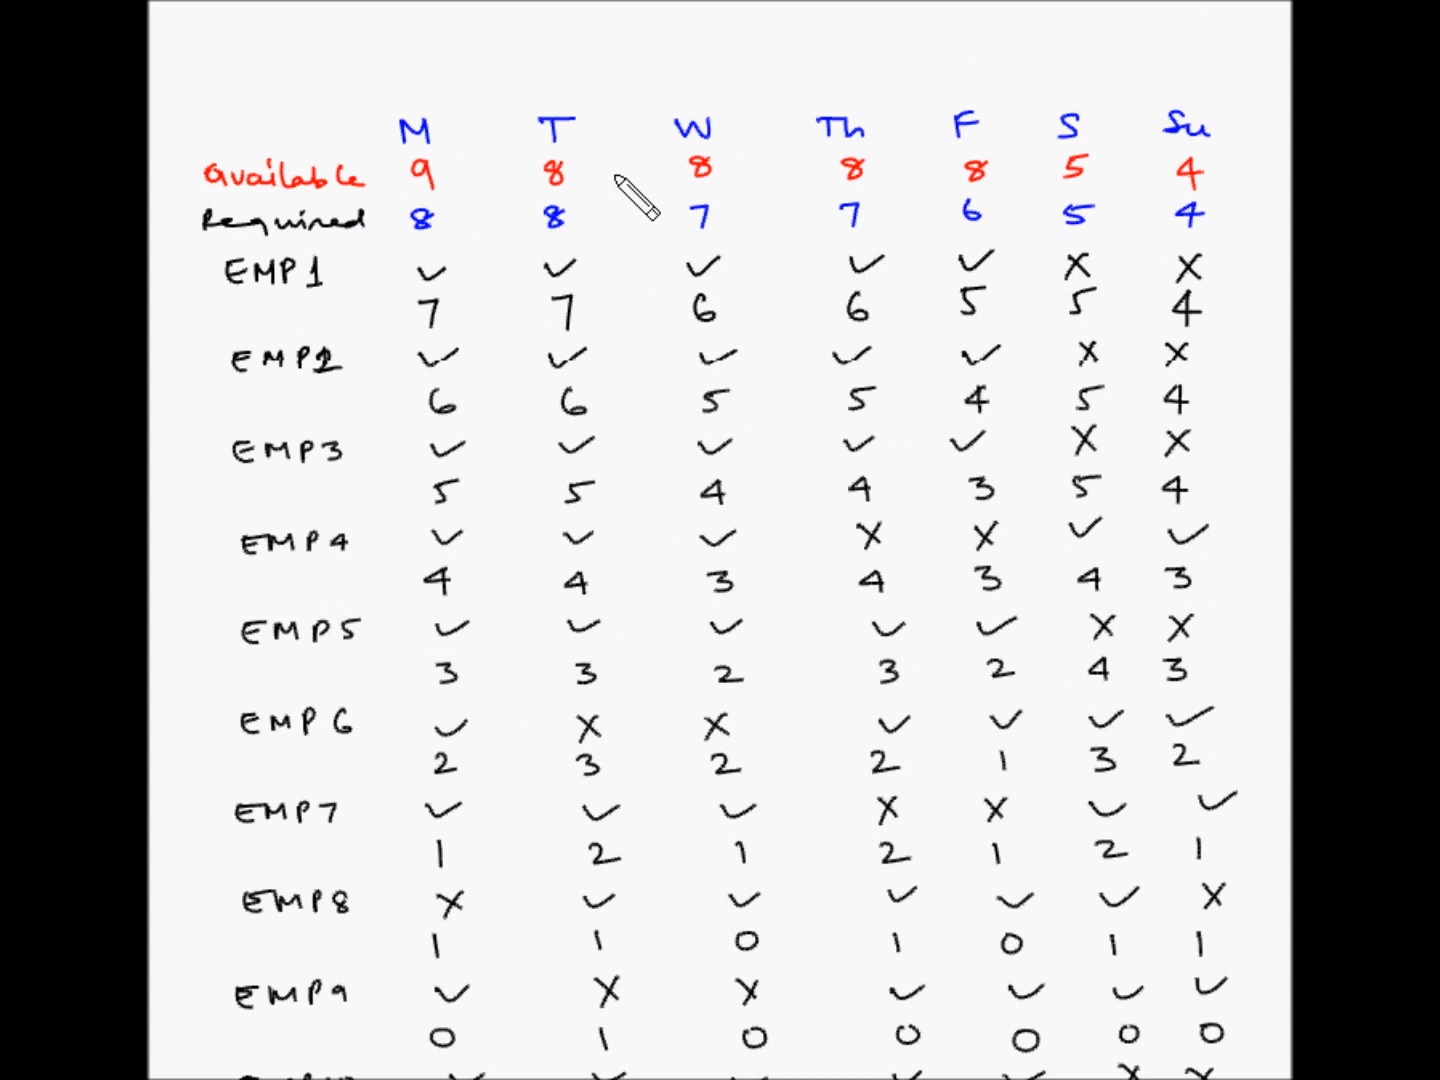 M T W Th F S Su
available 9 8 8 8 8 5 4
Required 8 8 7 7 6 5 4
EMP1 ✓ ✓ ✓ ✓ ✓ X X
7 7 6 6 5 5 4
EMP2 ✓ ✓ ✓ ✓ ✓ X X
6 6 5 5 4 5 4
EMP3 ✓ ✓ ✓ ✓ ✓ X X
5 5 4 4 3 5 4
EMP4 ✓ ✓ ✓ X X ✓ ✓
4 4 3 4 3 4 3
EMP5 ✓ ✓ ✓ ✓ ✓ X X
3 3 2 3 2 4 3
EMP6 ✓ X X ✓ ✓ ✓ ✓
2 3 2 2 1 3 2
EMP7 ✓ ✓ ✓ X X ✓ ✓
1 2 1 2 1 2 1
EMP8 X ✓ ✓ ✓ ✓ ✓ X
1 1 0 1 0 1 1
EMP9 ✓ X X ✓ ✓ ✓ ✓
0 1 0 0 0 0 0